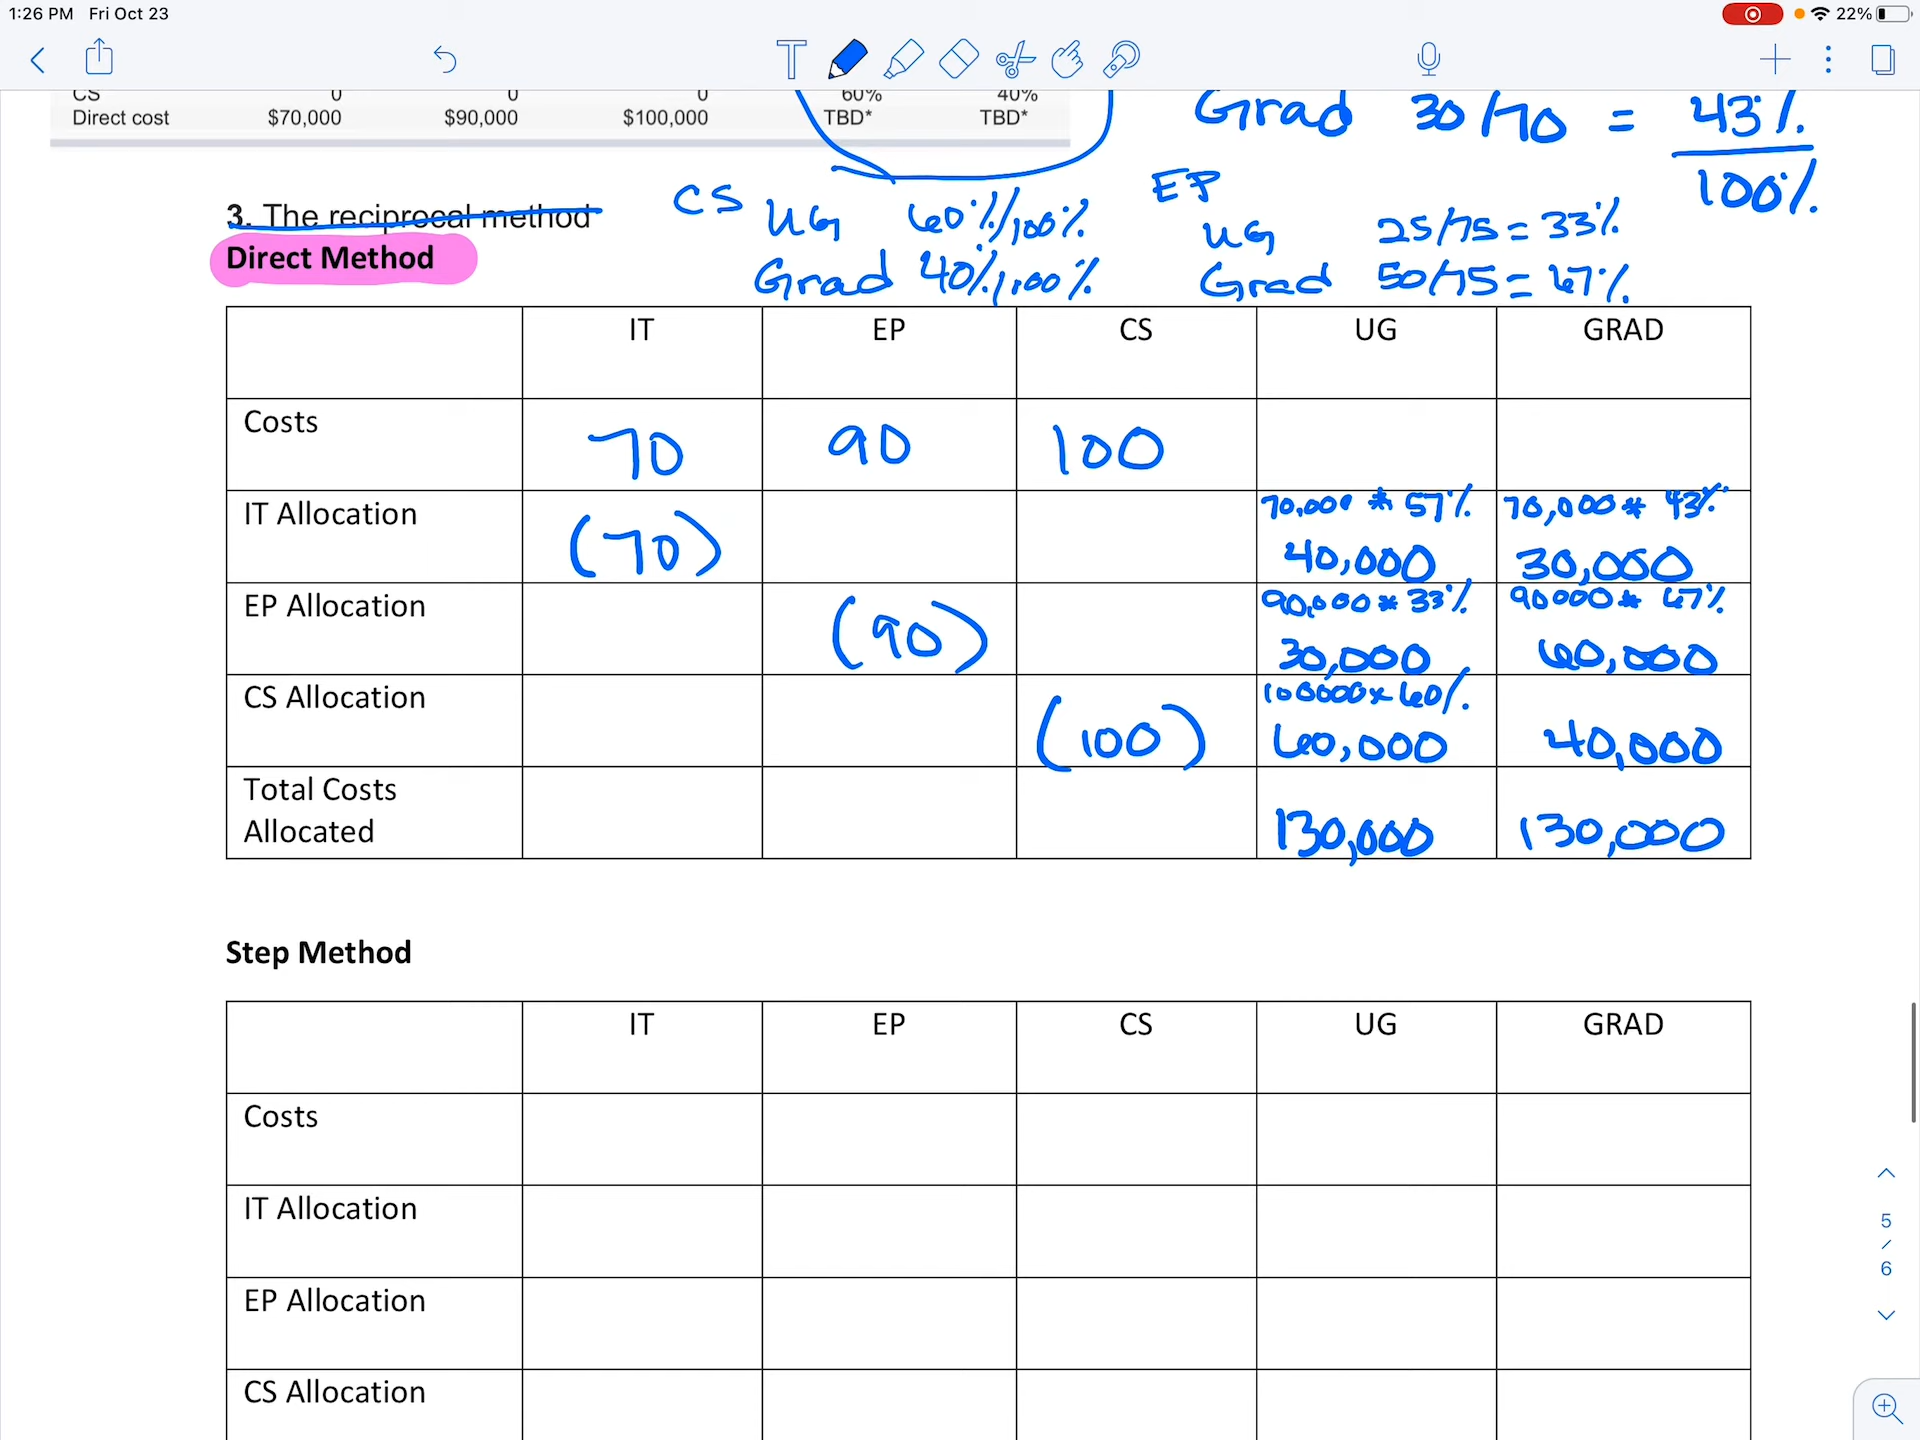 1:26 PM Fri Oct 23 22%
CS 0 0 0 60% 40%
Direct cost $70,000 $90,000 $100,000 TBD* TBD*
Grad 30/70 = 43%
100%
3. The reciprocal method
Direct Method
CS UG 60%/100%
Grad 40%/100%
EP
UG 25/75 = 33%
Grad 50/75 = 67%
IT EP CS UG GRAD
Costs 70 90 100
IT Allocation (70) 70,000 * 57% 70,000 * 43%
40,000 30,000
EP Allocation (90) 90,000 * 33% 90000 * 67%
30,000 60,000
CS Allocation (100) 100000 x 60%
60,000 40,000
Total Costs
Allocated 130,000 130,000
Step Method
IT EP CS UG GRAD
Costs
IT Allocation
EP Allocation
CS Allocation
5
/
6